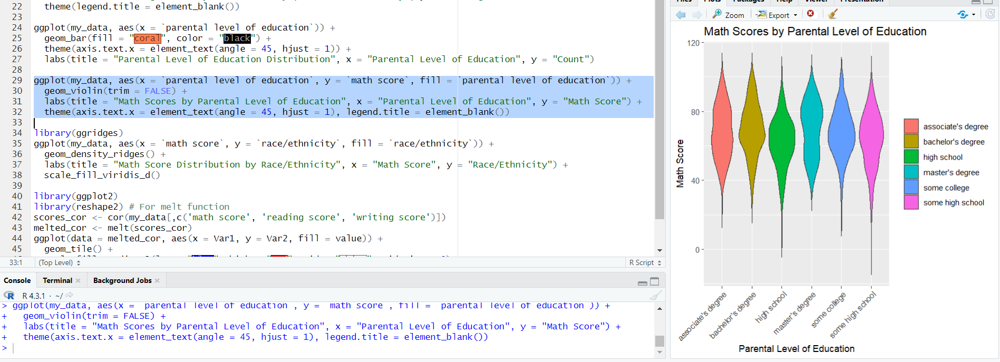 22   theme(legend.title = element_blank())
23
24 ggplot(my_data, aes(x = `parental level of education`)) +
25   geom_bar(fill = "coral", color = "black") +
26   theme(axis.text.x = element_text(angle = 45, hjust = 1)) +
27   labs(title = "Parental Level of Education Distribution", x = "Parental Level of Education", y = "Count")
28
29 ggplot(my_data, aes(x = `parental level of education`, y = `math score`, fill = `parental level of education`)) +
30   geom_violin(trim = FALSE) +
31   labs(title = "Math Scores by Parental Level of Education", x = "Parental Level of Education", y = "Math Score") +
32   theme(axis.text.x = element_text(angle = 45, hjust = 1), legend.title = element_blank())
33
34 library(ggridges)
35 ggplot(my_data, aes(x = `math score`, y = `race/ethnicity`, fill = `race/ethnicity`)) +
36   geom_density_ridges() +
37   labs(title = "Math Score Distribution by Race/Ethnicity", x = "Math Score", y = "Race/Ethnicity") +
38   scale_fill_viridis_d()
39
40 library(ggplot2)
41 library(reshape2) # For melt function
42 scores_cor <- cor(my_data[,c('math score', 'reading score', 'writing score')])
43 melted_cor <- melt(scores_cor)
44 ggplot(data = melted_cor, aes(x = Var1, y = Var2, fill = value)) +
45   geom_tile() +
33:1 (Top Level) R Script
Console Terminal Background Jobs
R 4.3.1 · ~/
> ggplot(my_data, aes(x = `parental level of education`, y = `math score`, fill = `parental level of education`)) +
+   geom_violin(trim = FALSE) +
+   labs(title = "Math Scores by Parental Level of Education", x = "Parental Level of Education", y = "Math Score") +
+   theme(axis.text.x = element_text(angle = 45, hjust = 1), legend.title = element_blank())
>
Files Plots Packages Help Viewer Presentation
Zoom Export
Math Scores by Parental Level of Education
120
80
40
0
Math Score
associate's degree
bachelor's degree
high school
master's degree
some college
some high school
Parental Level of Education
associate's degree
bachelor's degree
high school
master's degree
some college
some high school